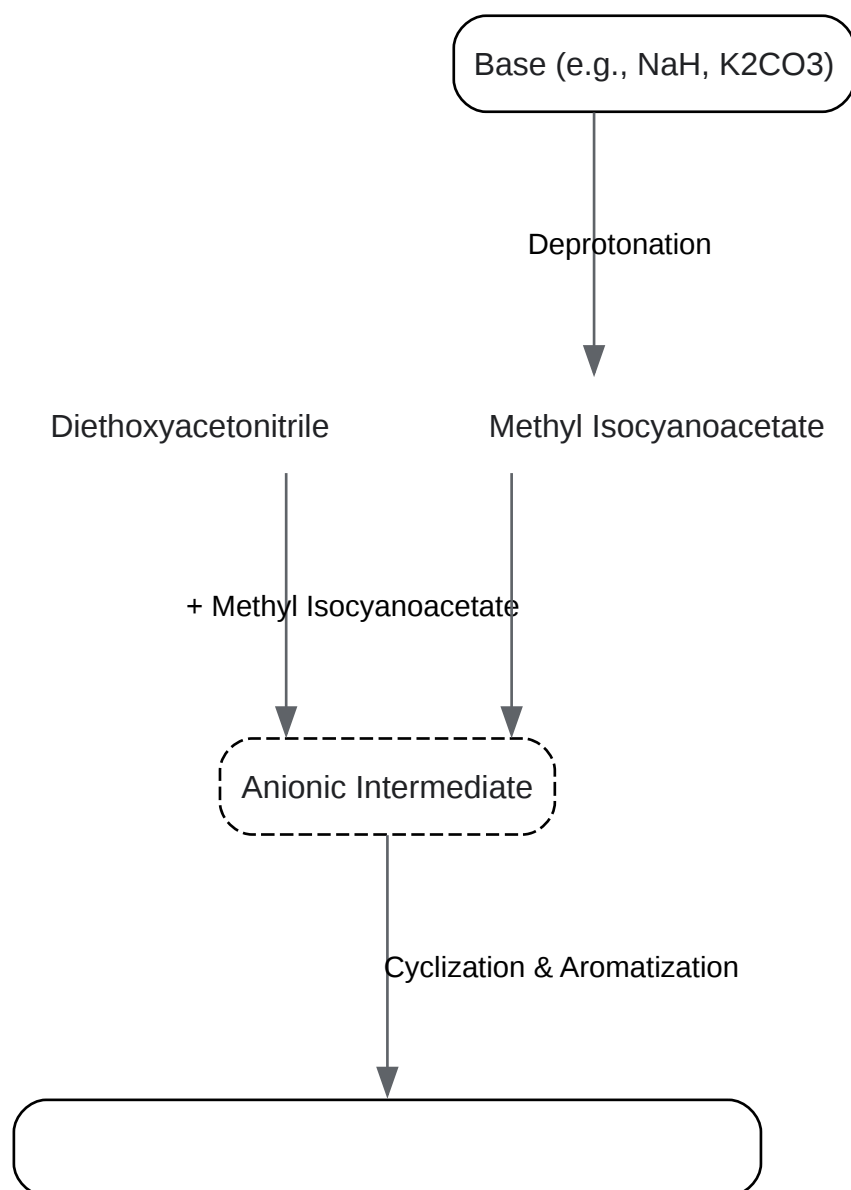 Base (e.g., NaH, K2CO3)
Deprotonation
Diethoxyacetonitrile
Methyl Isocyanoacetate
+ Methyl Isocyanoacetate
Anionic Intermediate
Cyclization & Aromatization